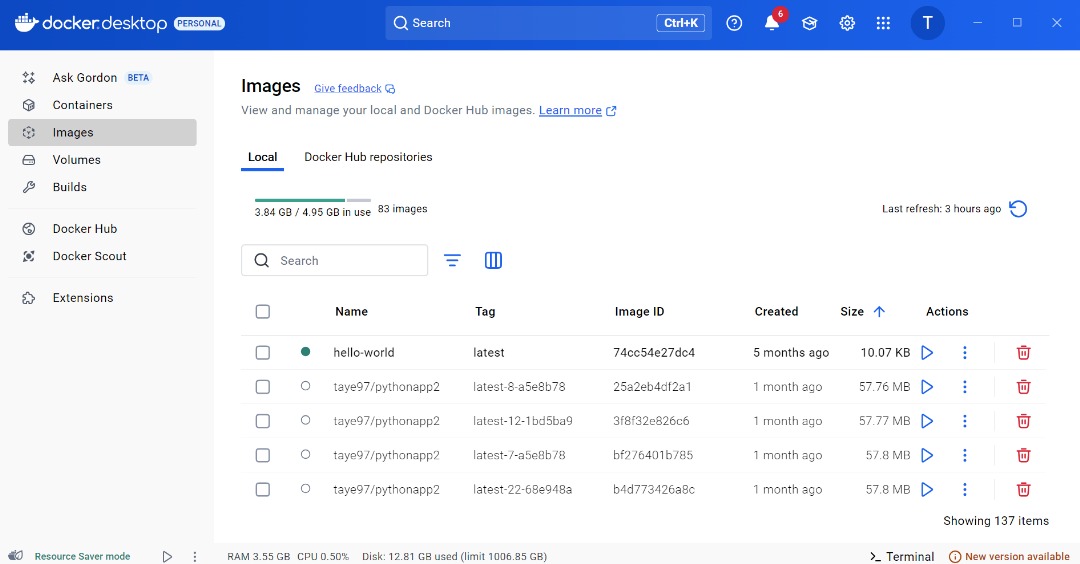 docker.desktop PERSONAL Search Ctrl+K 6 T
Ask Gordon BETA
Containers
Images
Volumes
Builds
Docker Hub
Docker Scout
Extensions
Images Give feedback
View and manage your local and Docker Hub images. Learn more
Local Docker Hub repositories
3.84 GB / 4.95 GB in use 83 images Last refresh: 3 hours ago
Search
Name Tag Image ID Created Size Actions
hello-world latest 74cc54e27dc4 5 months ago 10.07 KB
taye97/pythonapp2 latest-8-a5e8b78 25a2eb4df2a1 1 month ago 57.76 MB
taye97/pythonapp2 latest-12-1bd5ba9 3f8f32e826c6 1 month ago 57.77 MB
taye97/pythonapp2 latest-7-a5e8b78 bf276401b785 1 month ago 57.8 MB
taye97/pythonapp2 latest-22-68e948a b4d773426a8c 1 month ago 57.8 MB
Showing 137 items
Resource Saver mode RAM 3.55 GB CPU 0.50% Disk: 12.81 GB used (limit 1006.85 GB) Terminal New version available